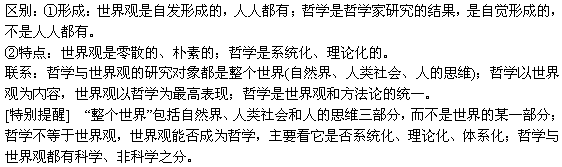 区别：①形成：世界观是自发形成的，人人都有；哲学是哲学家研究的结果，是自觉形成的，
不是人人都有。
②特点：世界观是零散的、朴素的；哲学是系统化、理论化的。
联系：哲学与世界观的研究对象都是整个世界(自然界、人类社会、人的思维)；哲学以世界
观为内容，世界观以哲学为最高表现；哲学是世界观和方法论的统一。
[特别提醒]　“整个世界”包括自然界、人类社会和人的思维三部分，而不是世界的某一部分；
哲学不等于世界观，世界观能否成为哲学，主要看它是否系统化、理论化、体系化；哲学与
世界观都有科学、非科学之分。